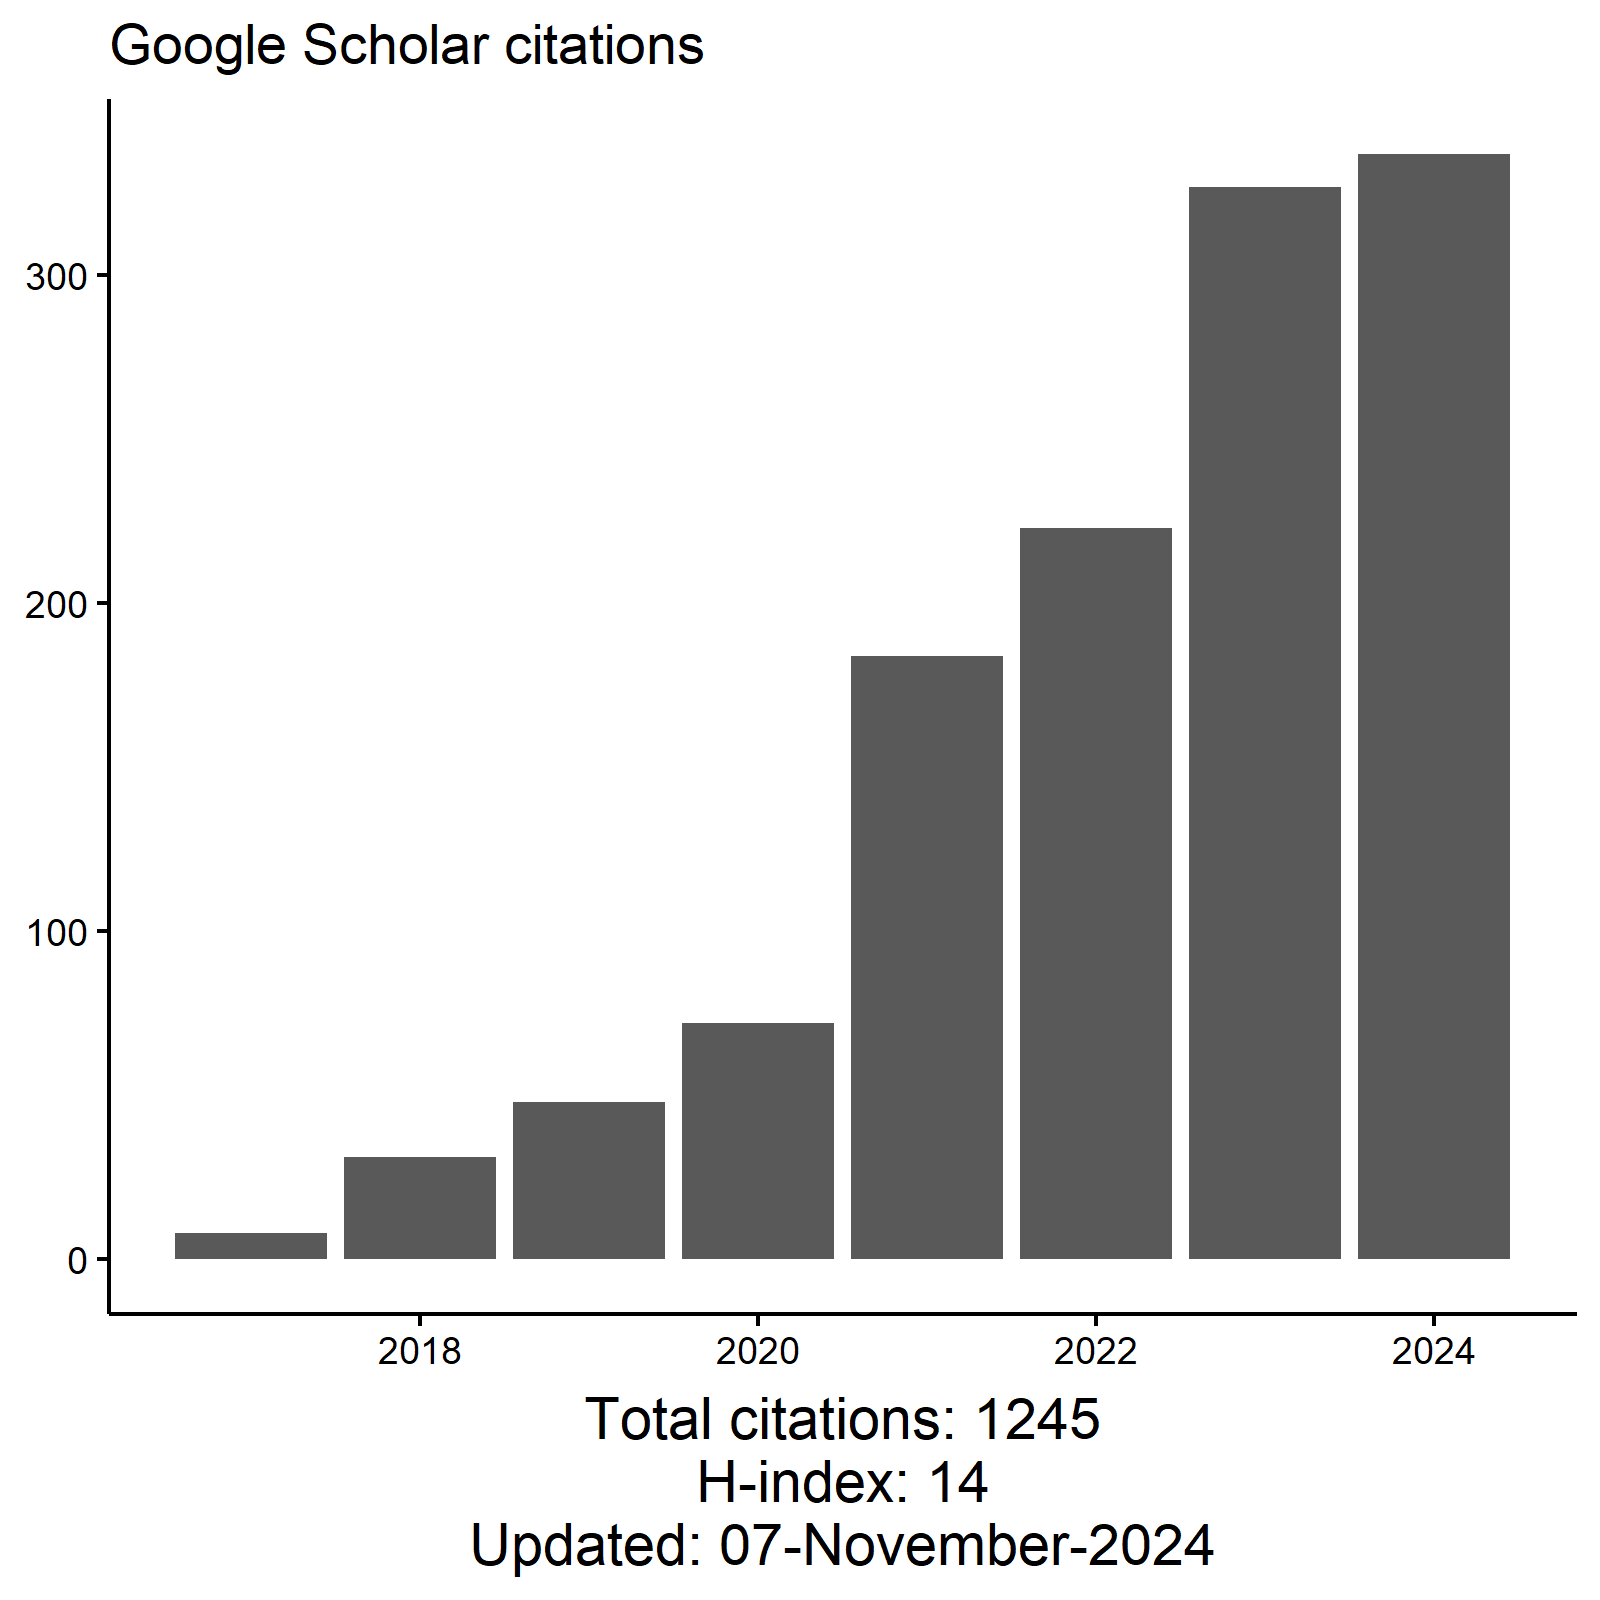 Google Scholar citations
300
200
100
0
2018 2020 2022 2024
Total citations: 1245
H-index: 14
Updated: 07-November-2024